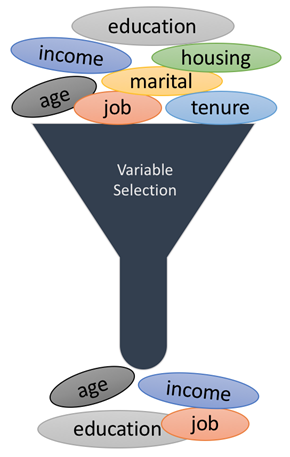 education
income
housing
marital
age
job
tenure
Variable
Selection
age
income
education
job